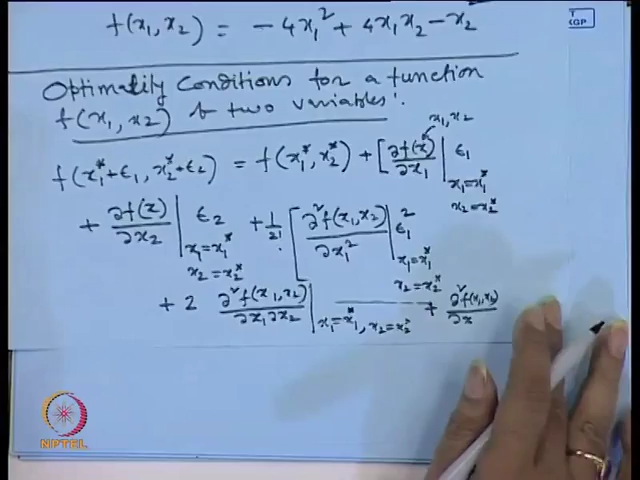 f(x₁,x₂) = -4x₁² + 4x₁x₂ - x₂²
GP
Optimality Conditions for a function
f(x₁,x₂) of two variables:
x₁,x₂
f(x₁*+ε₁, x₂*+ε₂) = f(x₁*,x₂*) + [∂f(x)/∂x₁ | ε₁
x₁=x₁*
x₂=x₂*
+ ∂f(x)/∂x₂ | ε₂ + 1/2! [∂²f(x₁,x₂)/∂x₁² | ε₁²
x₁=x₁* x₁=x₁*
x₂=x₂* x₂=x₂*
+ 2 ∂²f(x₁,x₂)/∂x₁∂x₂ | x₁=x₁*, x₂=x₂* + ∂²f(x₁,x₂)/∂x
NPTEL